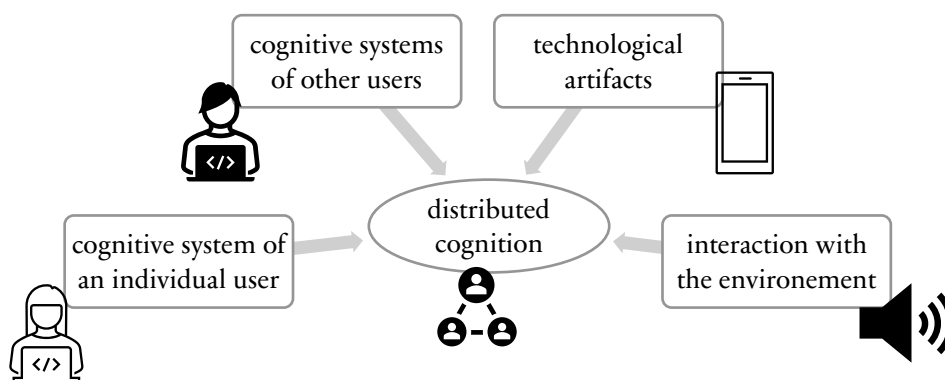 cognitive systems
of other users
technological
artifacts
</>
distributed
cognition
cognitive system of
an individual user
interaction with
the environement
</>